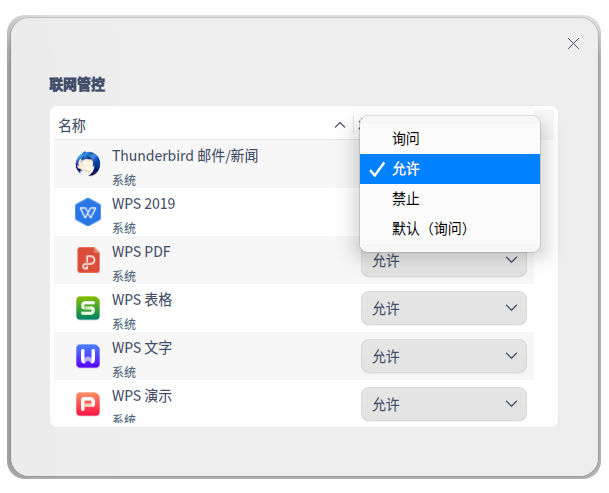 联网管控
名称
询问
允许
禁止
默认（询问）
Thunderbird 邮件/新闻
系统
WPS 2019
系统
WPS PDF
系统
允许
WPS 表格
系统
允许
WPS 文字
系统
允许
WPS 演示
系统
允许